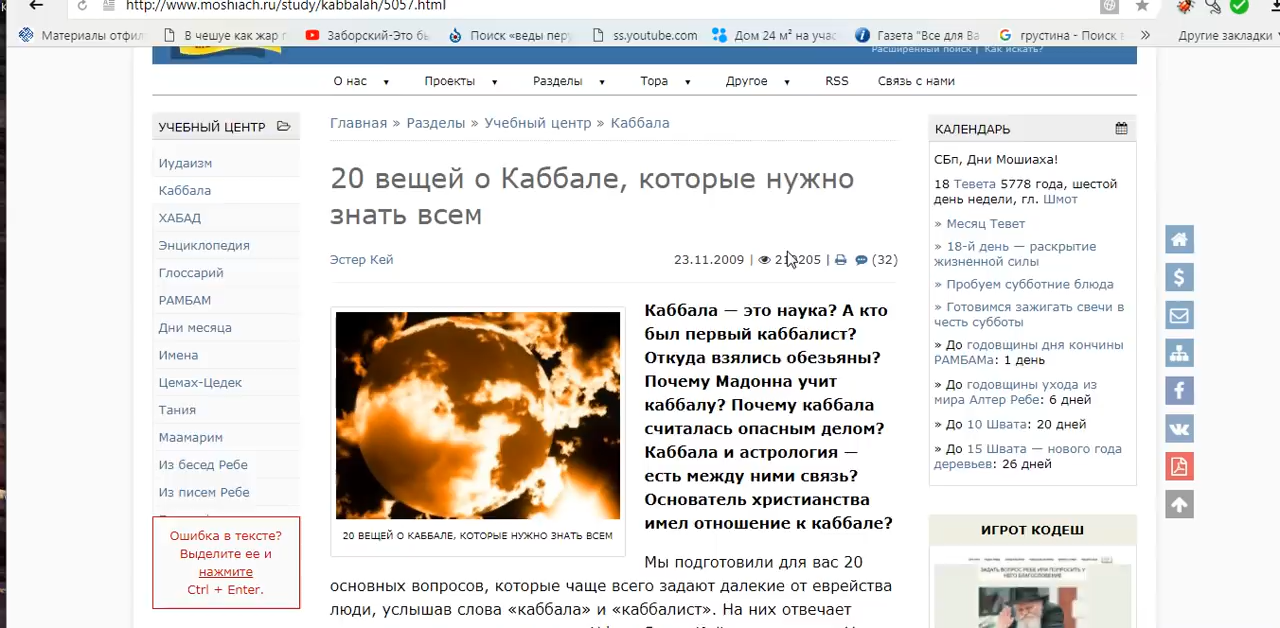 http://www.moshiach.ru/study/kabbalah/5057.html
Материалы отфил
В чешуе как жар г
Заборский-Это бы
Поиск «веды перу
ss.youtube.com
Дом 24 м² на учас
Газета "Все для Ва
грустина - Поиск в
Другие закладки
Расширенный поиск | Как искать?
О нас
Проекты
Разделы
Тора
Другое
RSS
Связь с нами
УЧЕБНЫЙ ЦЕНТР
Иудаизм
Каббала
ХАБАД
Энциклопедия
Глоссарий
РАМБАМ
Дни месяца
Имена
Цемах-Цедек
Тания
Маамарим
Из бесед Ребе
Из писем Ребе
Ошибка в тексте?
Выделите ее и
нажмите
Ctrl + Enter.
Главная » Разделы » Учебный центр » Каббала
20 вещей о Каббале, которые нужно
знать всем
Эстер Кей
23.11.2009 | 205 | (32)
20 ВЕЩЕЙ О КАББАЛЕ, КОТОРЫЕ НУЖНО ЗНАТЬ ВСЕМ
Каббала — это наука? А кто
был первый каббалист?
Откуда взялись обезьяны?
Почему Мадонна учит
каббалу? Почему каббала
считалась опасным делом?
Каббала и астрология —
есть между ними связь?
Основатель христианства
имел отношение к каббале?
Мы подготовили для вас 20
основных вопросов, которые чаще всего задают далекие от еврейства
люди, услышав слова «каббала» и «каббалист». На них отвечает
КАЛЕНДАРЬ
СБп, Дни Мошиаха!
18 Тевета 5778 года, шестой
день недели, гл. Шмот
» Месяц Тевет
» 18-й день — раскрытие
жизненной силы
» Пробуем субботние блюда
» Готовимся зажигать свечи в
честь субботы
» До годовщины дня кончины
РАМБАМа: 1 день
» До годовщины ухода из
мира Алтер Ребе: 6 дней
» До 10 Швата: 20 дней
» До 15 Швата — нового года
деревьев: 26 дней
ИГРОТ КОДЕШ
ЗАДАТЬ ВОПРОС РЕБЕ ИЛИ ПОПРОСИТЬ У
НЕГО БЛАГОСЛОВЕНИЕ